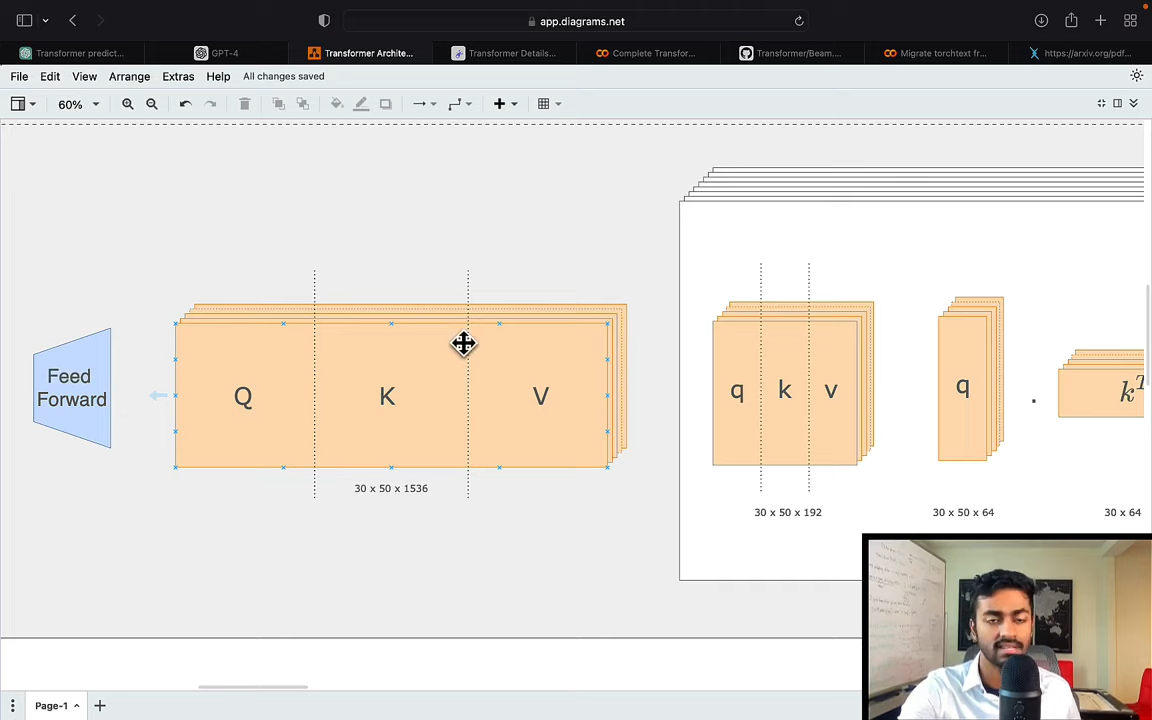 app.diagrams.net
Transformer predict...
GPT-4
Transformer Archite...
Transformer Details...
Complete Transfor...
Transformer/Beam....
Migrate torchtext fr...
https://arxiv.org/pdf...
File Edit View Arrange Extras Help All changes saved
60%
Feed
Forward
Q K V
30 x 50 x 1536
q k v
30 x 50 x 192
q
30 x 50 x 64
.
k^T
30 x 64
Page-1